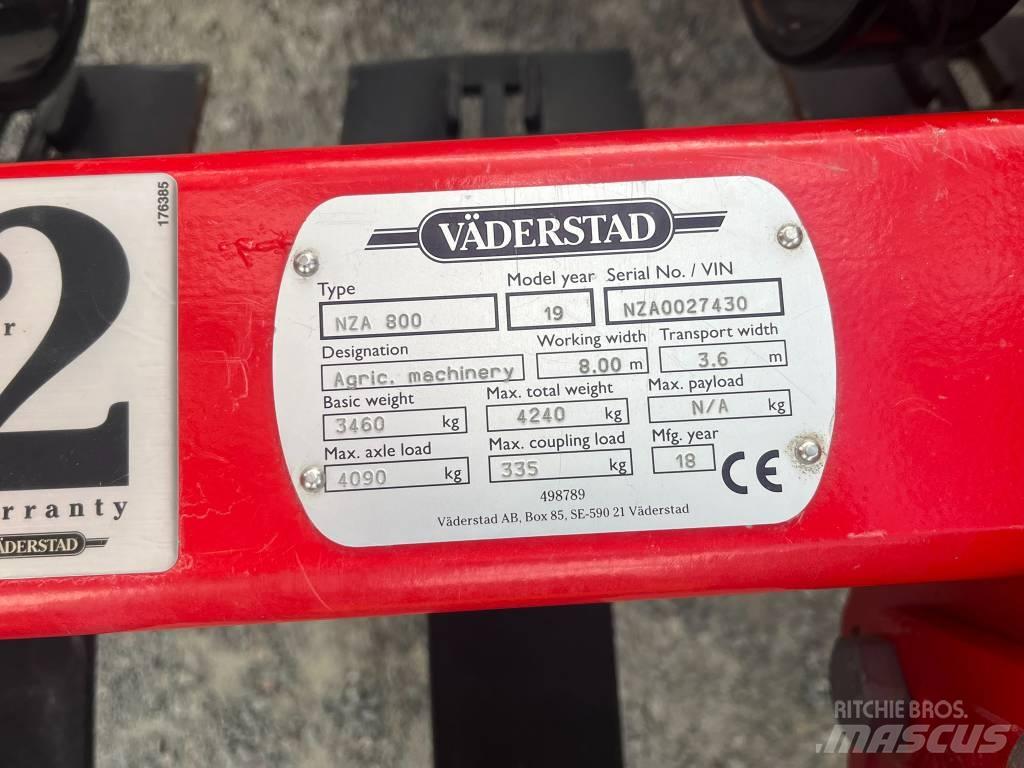 176385
2
r
rranty
ÄDERSTAD
VÄDERSTAD
Type Model year Serial No. / VIN
NZA 800 19 NZA0027430
Designation Working width Transport width
Agric. machinery 8.00 m 3.6 m
Basic weight Max. total weight Max. payload
3460 kg 4240 kg N/A kg
Max. axle load Max. coupling load Mfg. year
4090 kg 335 kg 18 CE
498789
Väderstad AB, Box 85, SE-590 21 Väderstad
RITCHIE BROS.
MASCUS